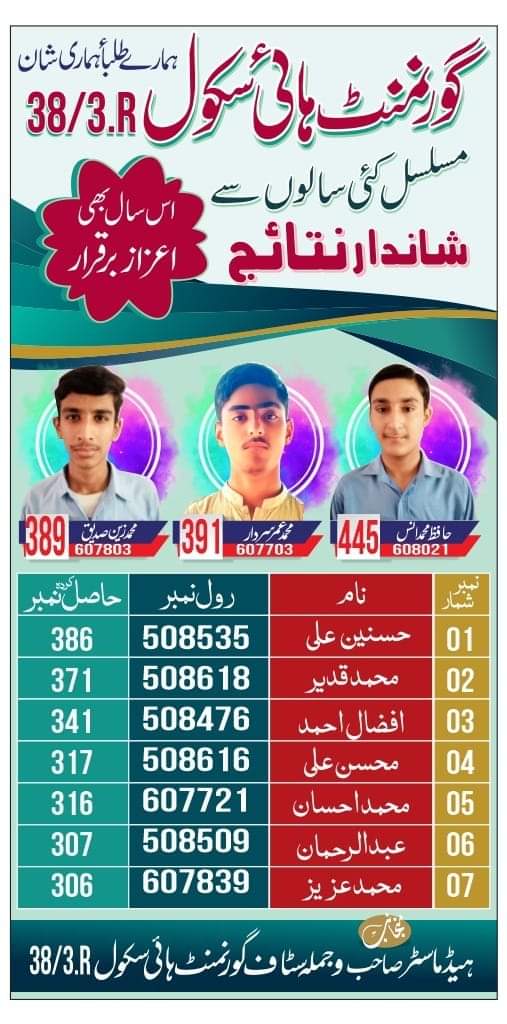 ہمارے طلبأ ہماری شان
گورنمنٹ ہائی سکول 38/3.R
مسلسل کئی سالوں سے
شاندار نتائج
اس سال بھی
اعزاز برقرار
حافظ محمد انس 445
608021
محمد عمر سردار 391
607703
محمد زین صدیق 389
607803
نمبر شمار نام رول نمبر حاصل کردہ نمبر
01 حسنین علی 508535 386
02 محمد قدیر 508618 371
03 افضال احمد 508476 341
04 محسن علی 508616 317
05 محمد احسان 607721 316
06 عبدالرحمان 508509 307
07 محمد عزیز 607839 306
منجانب
ہیڈ ماسٹر صاحب و جملہ سٹاف گورنمنٹ ہائی سکول 38/3.R